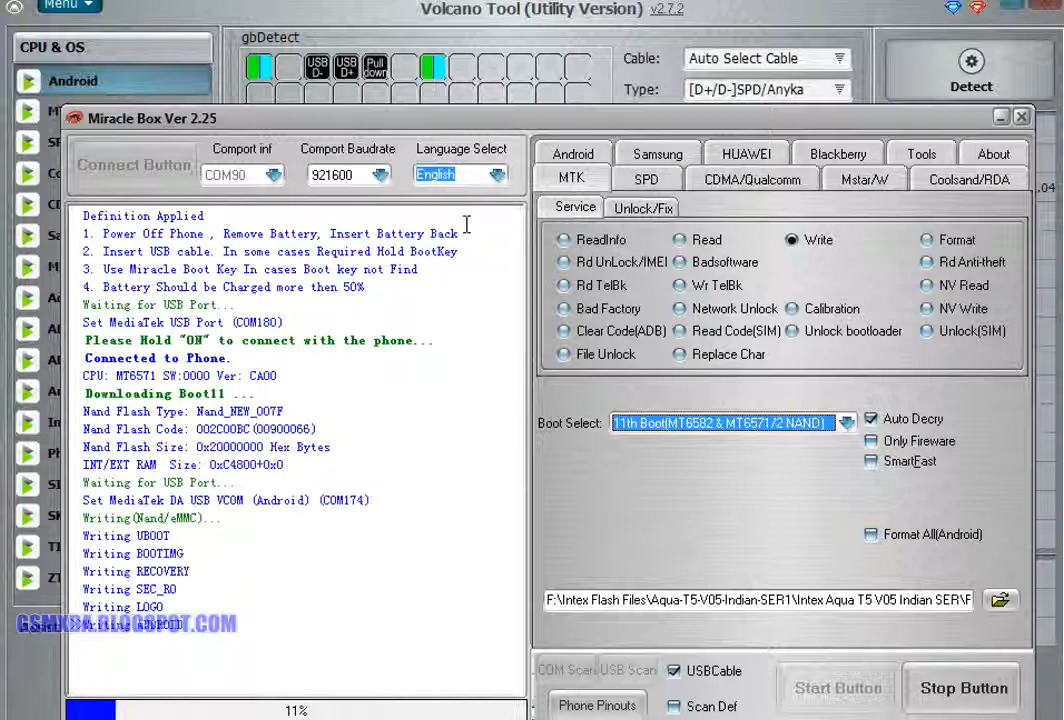 Menu
Volcano Tool (Utility Version) v2.7.2
CPU & OS
gbDetect
Cable:
Auto Select Cable
Android
USB D-
USB D+
Pull down
Type:
[D+/D-]SPD/Anyka
Detect
Miracle Box Ver 2.25
Connect Button
Comport inf
COM90
Comport Baudrate
921600
Language Select
English
Android
Samsung
HUAWEI
Blackberry
Tools
About
MTK
SPD
CDMA/Qualcomm
Mstar/W
Coolsand/RDA
Service
Unlock/Fix
Definition Applied
1. Power Off Phone , Remove Battery, Insert Battery Back
2. Insert USB cable. In some cases Required Hold BootKey
3. Use Miracle Boot Key In cases Boot key not Find
4. Battery Should be Charged more then 50%
Waiting for USB Port...
Set MediaTek USB Port (COM180)
Please Hold "ON" to connect with the phone...
Connected to Phone.
CPU: MT6571 SW:0000 Ver: CA00
Downloading Boot11 ...
Nand Flash Type: Nand_NEW_007F
Nand Flash Code: 002C00BC(00900066)
Nand Flash Size: 0x20000000 Hex Bytes
INT/EXT RAM Size: 0xC4800+0x0
Waiting for USB Port...
Set MediaTek DA USB VCOM (Android) (COM174)
Writing(Nand/eMMC)...
Writing UBOOT
Writing BOOTIMG
Writing RECOVERY
Writing SEC_RO
Writing LOGO
Writing ANDROID
GSMXDA.BLOGSPOT.COM
11%
ReadInfo
Read
Write
Format
Rd UnLock/IMEI
Badsoftware
Rd Anti-theft
Rd TelBk
Wr TelBk
NV Read
Bad Factory
Network Unlock
Calibration
NV Write
Clear Code(ADB)
Read Code(SIM)
Unlock bootloader
Unlock(SIM)
File Unlock
Replace Char
Boot Select:
11th Boot(MT6582 & MT6571/2 NAND)
Auto Decry
Only Fireware
SmartFast
Format All(Android)
F:\Intex Flash Files\Aqua-T5-V05-Indian-SER1\Intex Aqua T5 V05 Indian SER\F
COM Scan
USB Scan
USBCable
Phone Pinouts
Scan Def
Start Button
Stop Button